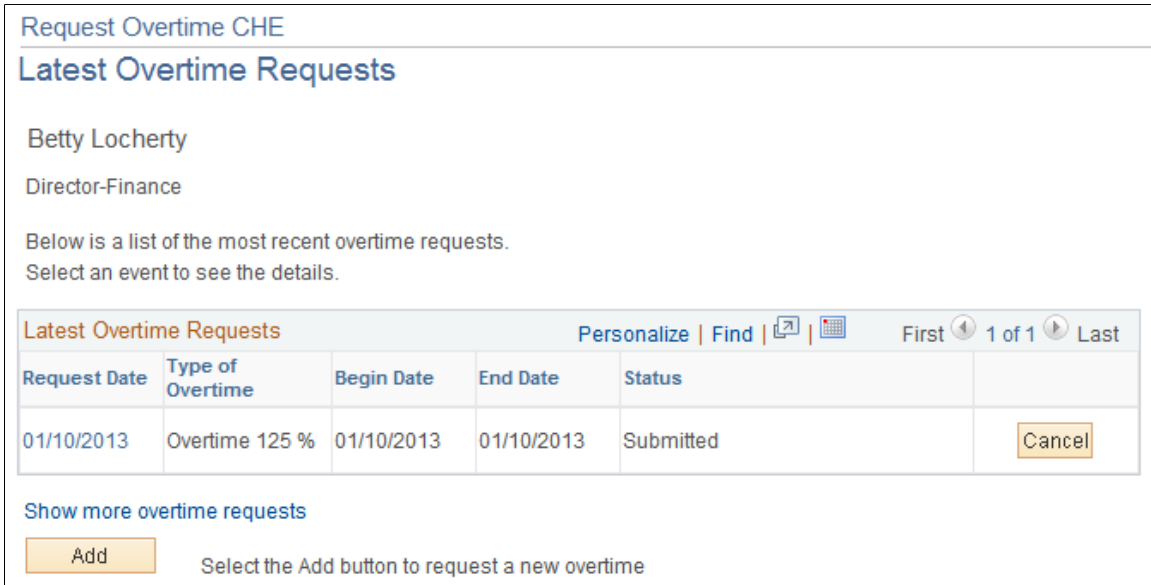 Request Overtime CHE
Latest Overtime Requests
Betty Locherty
Director-Finance
Below is a list of the most recent overtime requests.
Select an event to see the details.
Latest Overtime Requests Personalize | Find | | First 1 of 1 Last
Request Date Type of Overtime Begin Date End Date Status
01/10/2013 Overtime 125 % 01/10/2013 01/10/2013 Submitted Cancel
Show more overtime requests
Add Select the Add button to request a new overtime